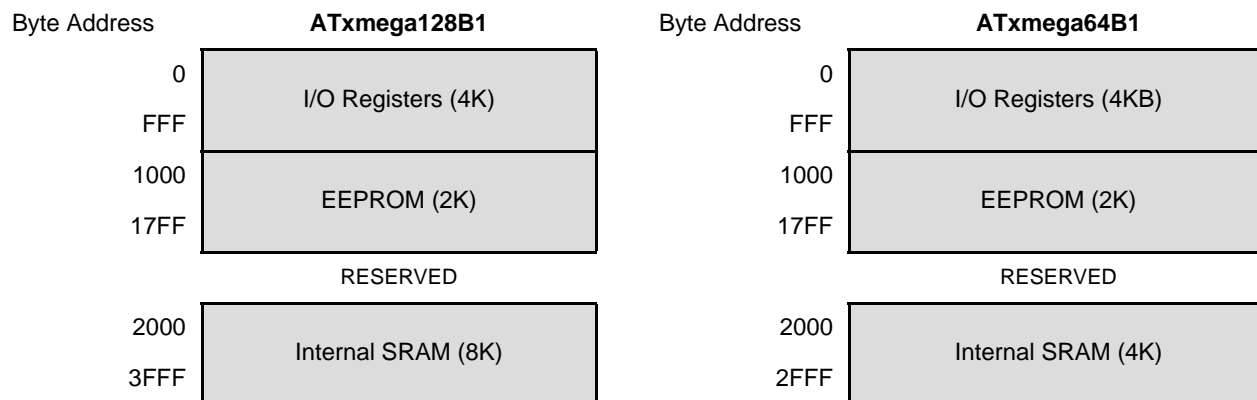 Byte Address ATxmega128B1 Byte Address ATxmega64B1
0 0
I/O Registers (4K) I/O Registers (4KB)
FFF FFF
1000 1000
EEPROM (2K) EEPROM (2K)
17FF 17FF
RESERVED RESERVED
2000 2000
Internal SRAM (8K) Internal SRAM (4K)
3FFF 2FFF